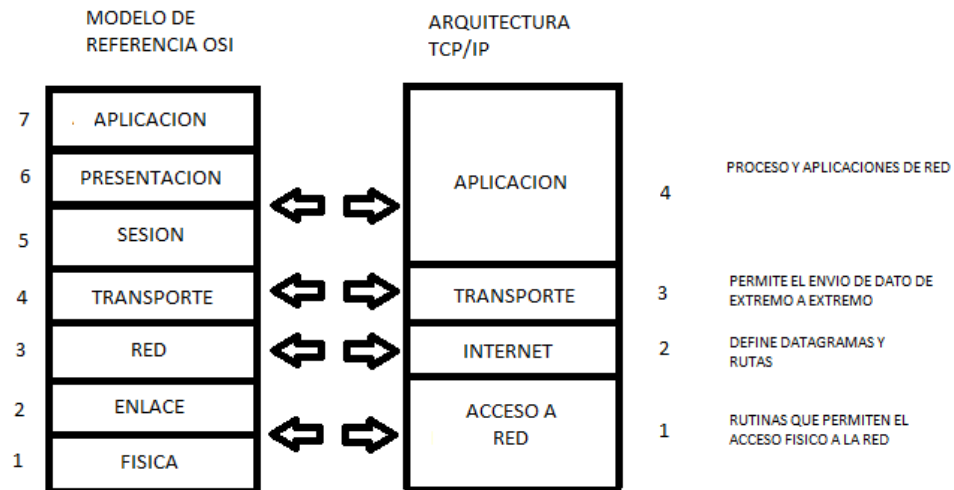 MODELO DE
REFERENCIA OSI
ARQUITECTURA
TCP/IP
7
APLICACION
6
PRESENTACION
5
SESION
4
TRANSPORTE
3
RED
2
ENLACE
1
FISICA
APLICACION
4
PROCESO Y APLICACIONES DE RED
TRANSPORTE
3
PERMITE EL ENVIO DE DATO DE
EXTREMO A EXTREMO
INTERNET
2
DEFINE DATAGRAMAS Y
RUTAS
ACCESO A
RED
1
RUTINAS QUE PERMITEN EL
ACCESO FISICO A LA RED